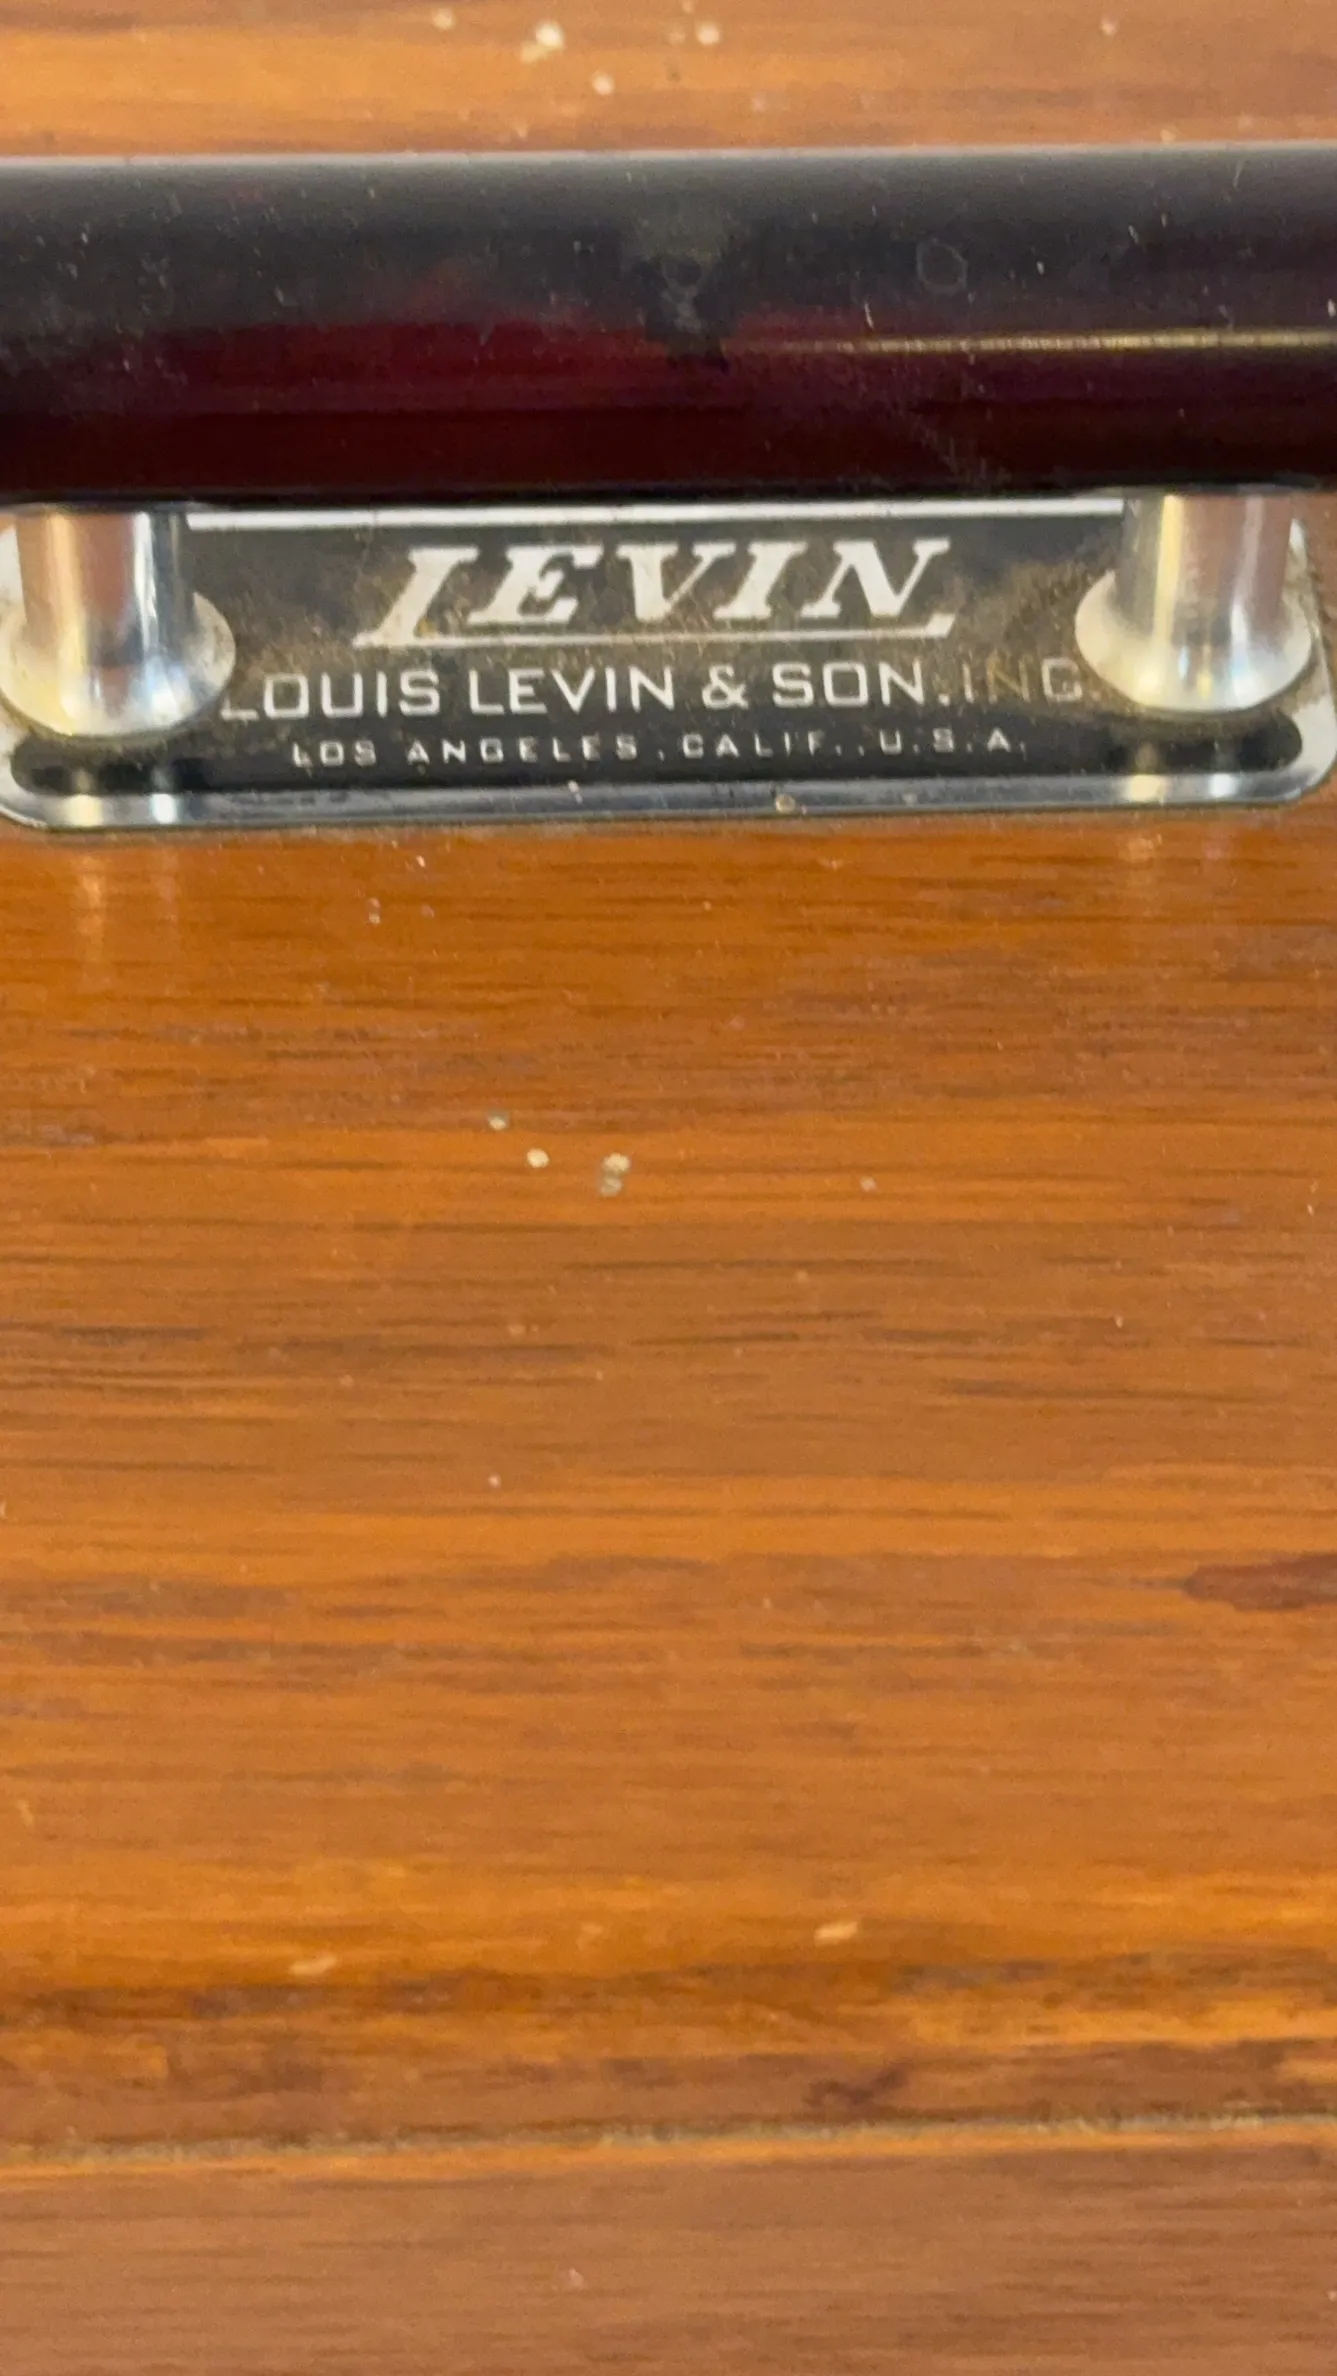 LEVIN
LOUIS LEVIN & SON, INC.
LOS ANGELES, CALIF., U.S.A.